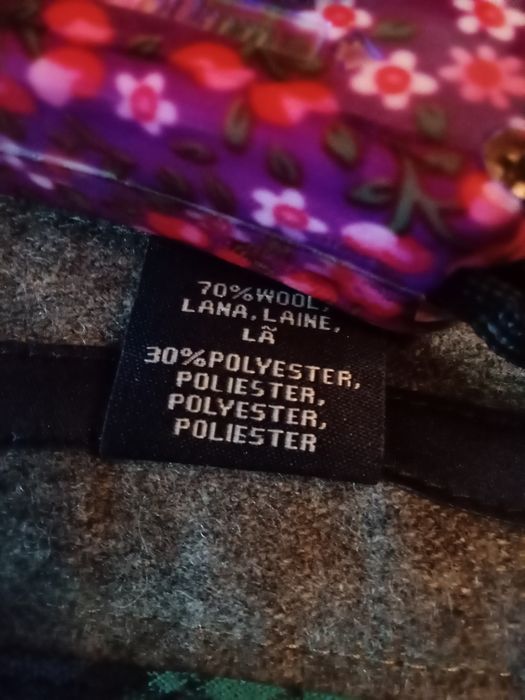 70%WOOL,
LANA, LAINE,
LÃ
30%POLYESTER,
POLIESTER,
POLYESTER,
POLIESTER